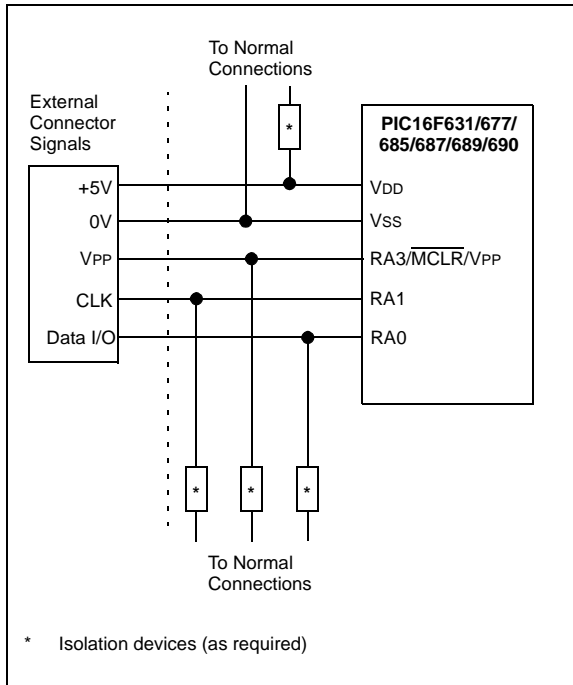 To Normal
Connections
External
Connector
Signals
*
PIC16F631/677/
685/687/689/690
+5V
VDD
0V
VSS
VPP
RA3/MCLR/VPP
CLK
RA1
Data I/O
RA0
*
*
*
To Normal
Connections
* Isolation devices (as required)